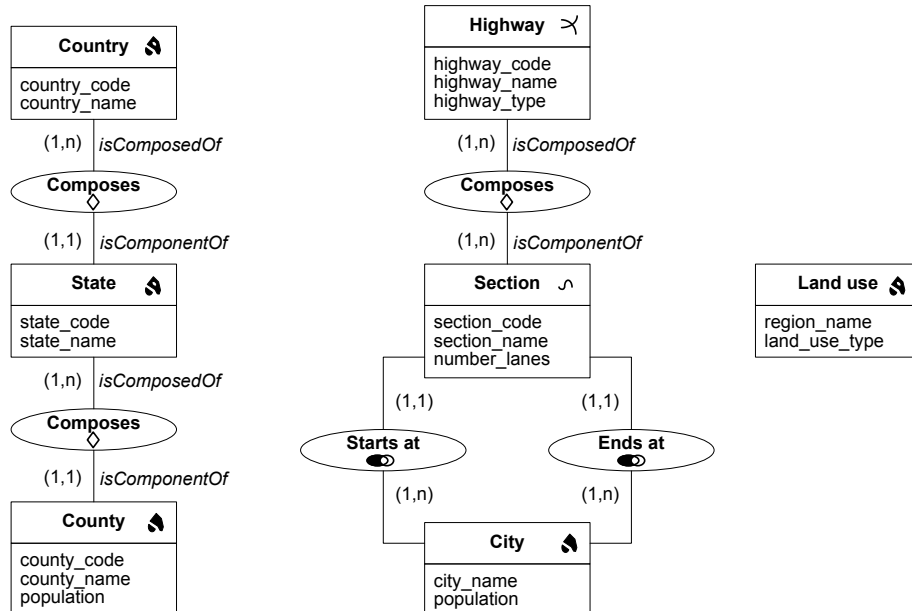 Country
country_code
country_name
(1,n) isComposedOf
Composes
(1,1) isComponentOf
State
state_code
state_name
(1,n) isComposedOf
Composes
(1,1) isComponentOf
County
county_code
county_name
population
Highway
highway_code
highway_name
highway_type
(1,n) isComposedOf
Composes
(1,n) isComponentOf
Section
section_code
section_name
number_lanes
(1,1)
(1,1)
Starts at
Ends at
(1,n)
(1,n)
City
city_name
population
Land use
region_name
land_use_type